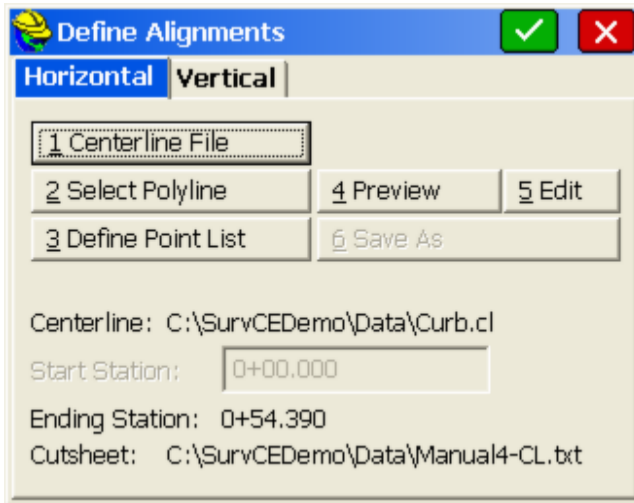 Define Alignments
Horizontal Vertical
1 Centerline File
2 Select Polyline 4 Preview 5 Edit
3 Define Point List 6 Save As
Centerline: C:\SurvCEDemo\Data\Curb.cl
Start Station: 0+00.000
Ending Station: 0+54.390
Cutsheet: C:\SurvCEDemo\Data\Manual4-CL.txt